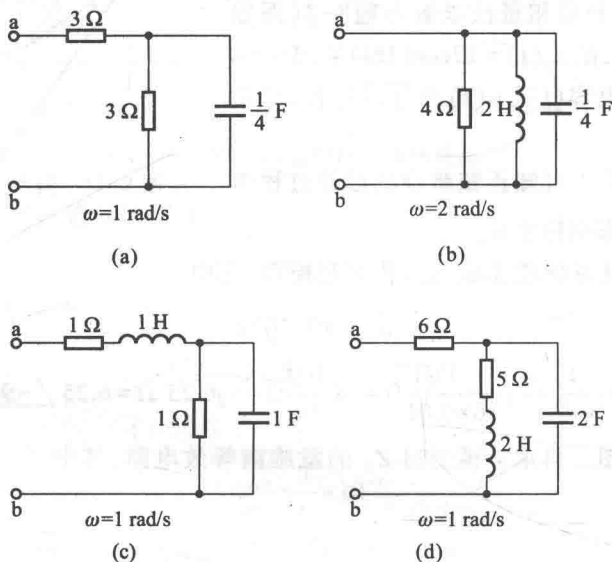 a
3 Ω
3 Ω
1/4 F
b
ω=1 rad/s
(a)
a
4 Ω
2 H
1/4 F
b
ω=2 rad/s
(b)
a
1 Ω
1 H
1 Ω
1 F
b
ω=1 rad/s
(c)
a
6 Ω
5 Ω
2 H
2 F
b
ω=1 rad/s
(d)